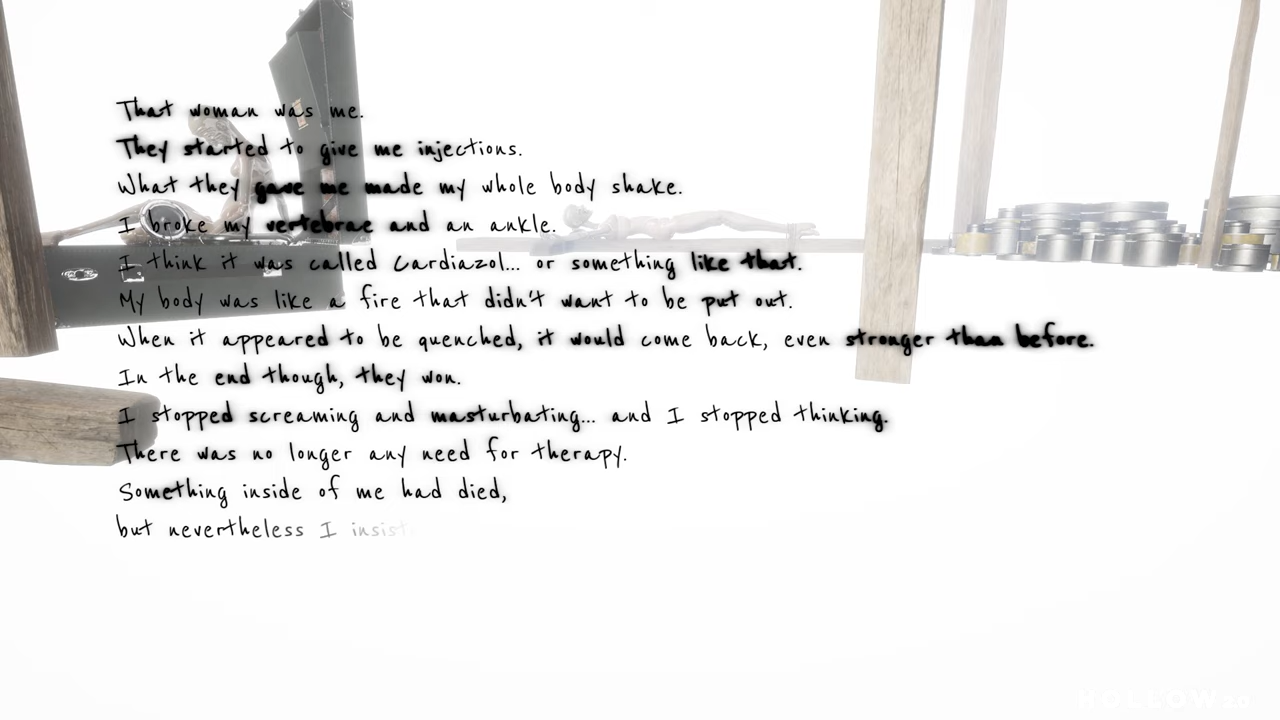 That woman was me.
They started to give me injections.
What they gave me made my whole body shake.
I broke my vertebrae and an ankle.
I think it was called Cardiazol... or something like that.
My body was like a fire that didn't want to be put out.
When it appeared to be quenched, it would come back, even stronger than before.
In the end though, they won.
I stopped screaming and masturbating... and I stopped thinking.
There was no longer any need for therapy.
Something inside of me had died,
but nevertheless I insist
HOLLOW 2.0